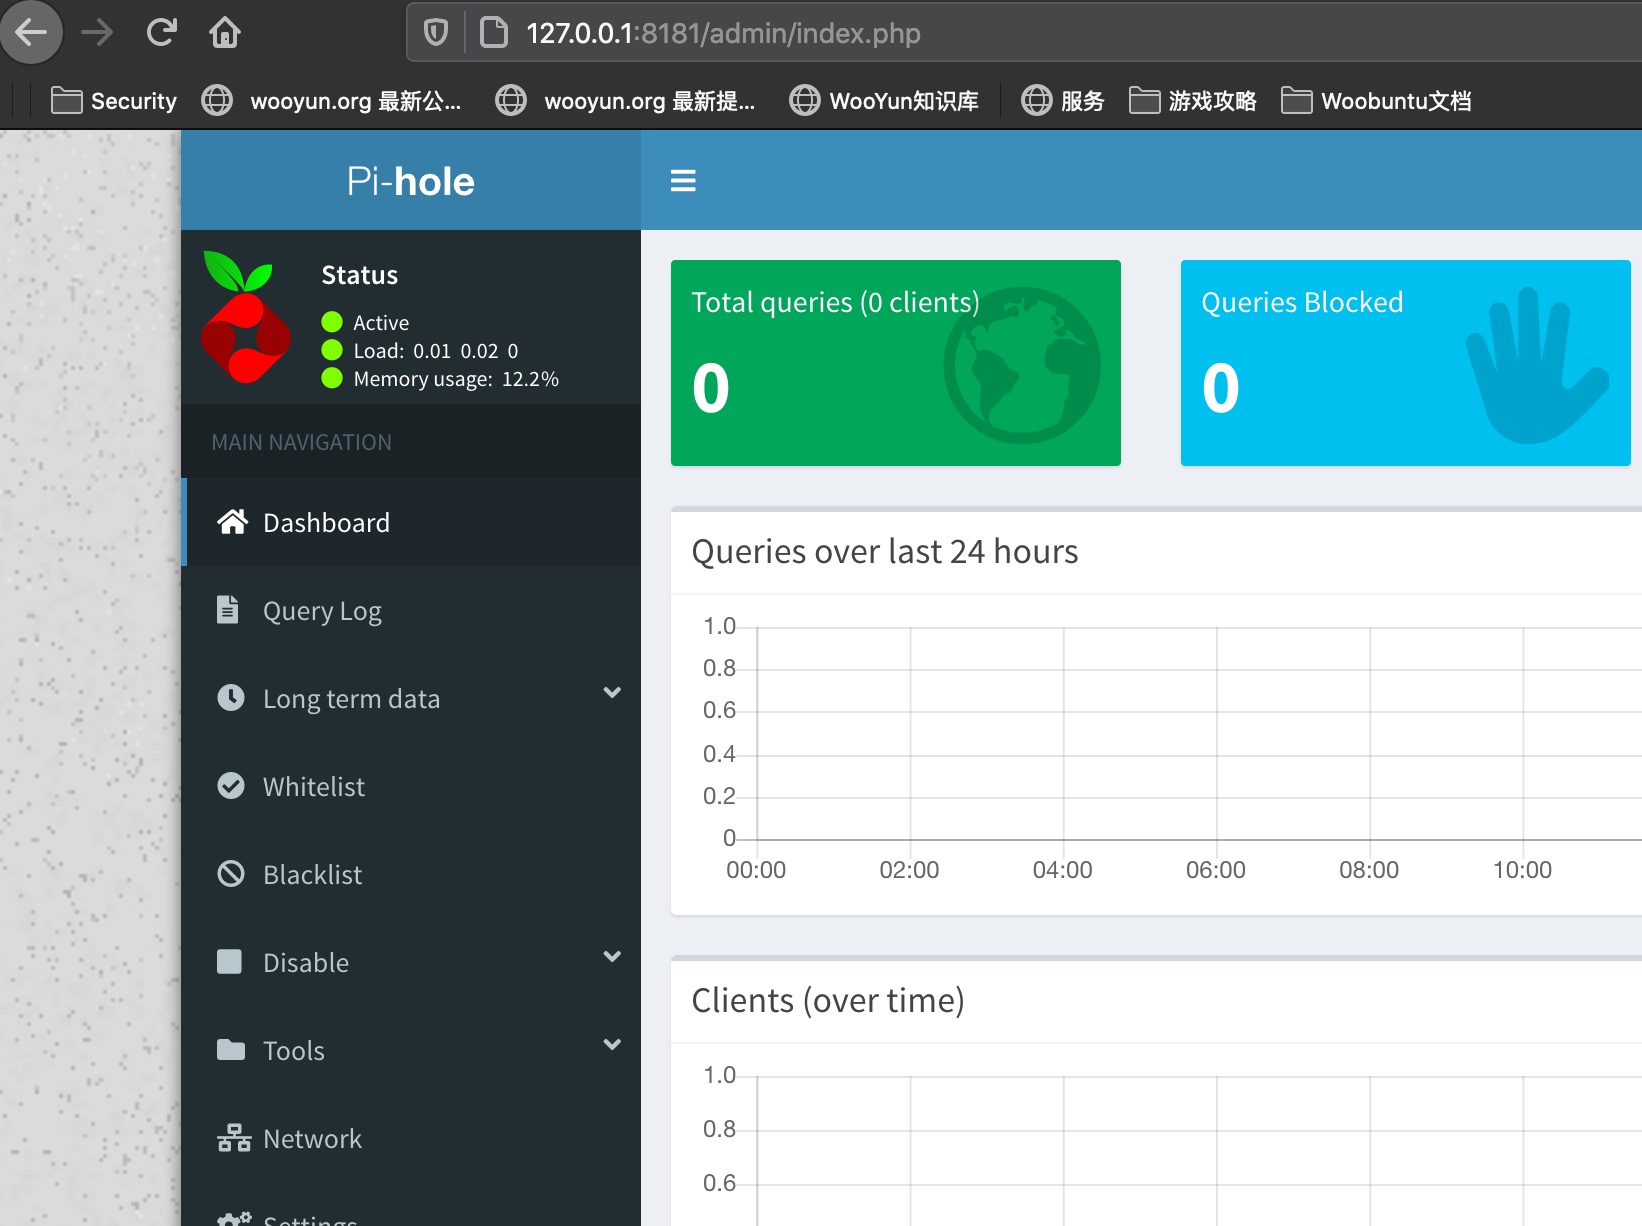 127.0.0.1:8181/admin/index.php
Security wooyun.org 最新公... wooyun.org 最新提... WooYun知识库 服务 游戏攻略 Woobuntu文档
Pi-hole
Status
Active
Load: 0.01 0.02 0
Memory usage: 12.2%
MAIN NAVIGATION
Dashboard
Query Log
Long term data
Whitelist
Blacklist
Disable
Tools
Network
Settings
Total queries (0 clients)
0
Queries Blocked
0
Queries over last 24 hours
1.0
0.8
0.6
0.4
0.2
0
00:00 02:00 04:00 06:00 08:00 10:00
Clients (over time)
1.0
0.8
0.6